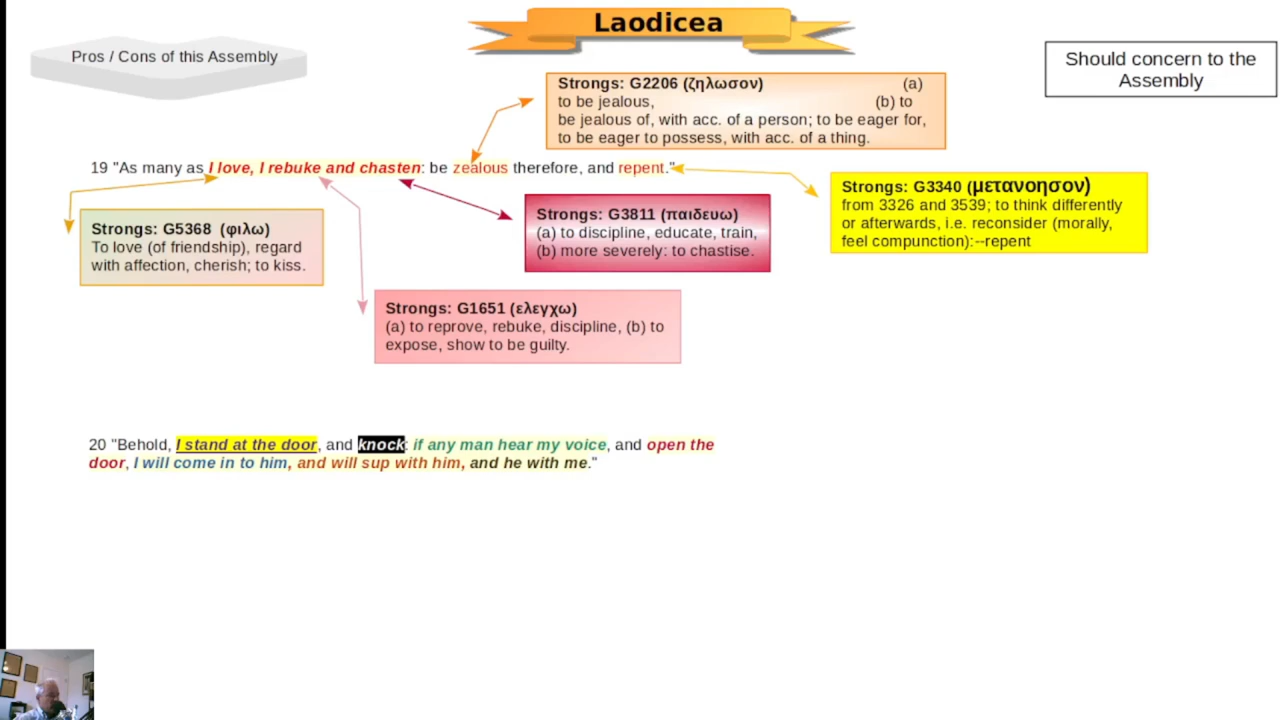 Laodicea
Pros / Cons of this Assembly
Should concern to the
Assembly
Strongs: G2206 (ζηλωσον) (a)
to be jealous, (b) to
be jealous of, with acc. of a person; to be eager for,
to be eager to possess, with acc. of a thing.
19 "As many as I love, I rebuke and chasten: be zealous therefore, and repent."
Strongs: G3340 (μετανοησον)
from 3326 and 3539; to think differently
or afterwards, i.e. reconsider (morally,
feel compunction):--repent
Strongs: G5368 (φιλω)
To love (of friendship), regard
with affection, cherish; to kiss.
Strongs: G3811 (παιδευω)
(a) to discipline, educate, train,
(b) more severely: to chastise.
Strongs: G1651 (ελεγχω)
(a) to reprove, rebuke, discipline, (b) to
expose, show to be guilty.
20 "Behold, I stand at the door, and knock: if any man hear my voice, and open the
door, I will come in to him, and will sup with him, and he with me."